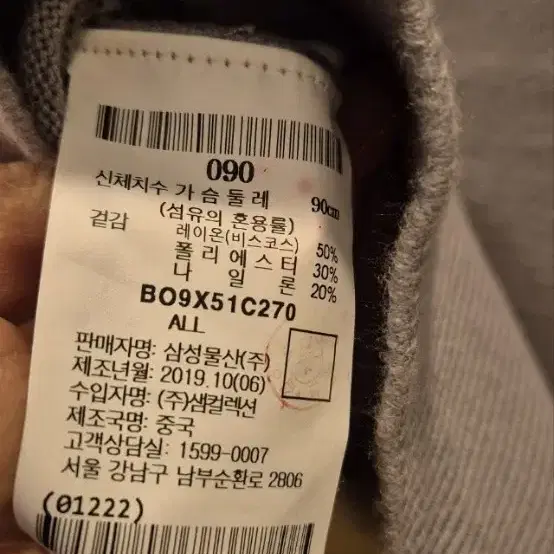 090
신체치수 가슴둘레 90cm
(섬유의 혼용률)
겉감 레이온(비스코스) 50%
폴리에스터 30%
나일론 20%
BO9X51C270
ALL
판매자명: 삼성물산(주)
제조년월: 2019.10(06)
수입자명: (주)샘컬렉션
제조국명: 중국
고객상담실: 1599-0007
서울 강남구 남부순환로 2806
(01222)